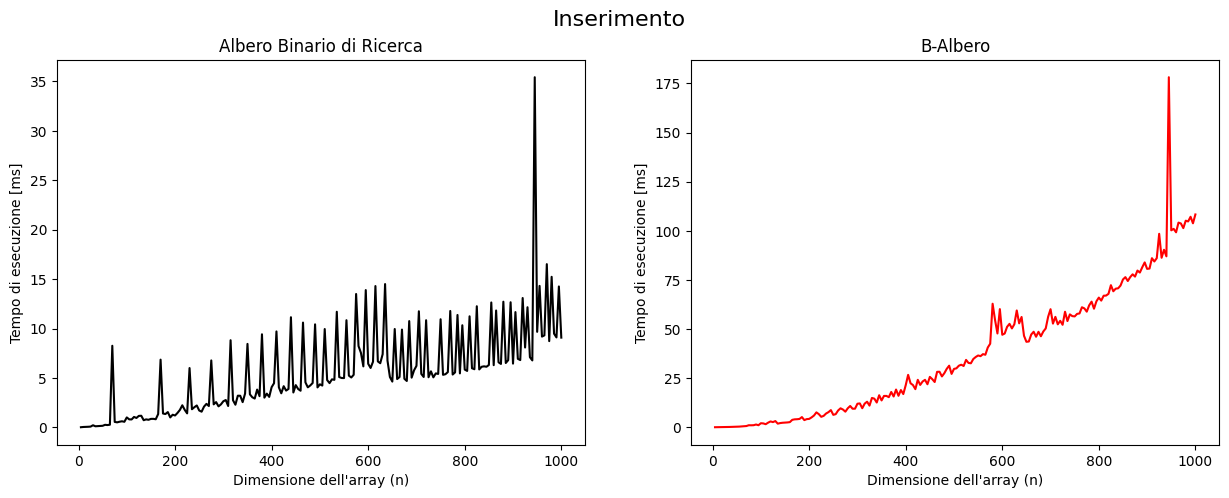 Inserimento
Albero Binario di Ricerca
Tempo di esecuzione [ms]
35
30
25
20
15
10
5
0
0 200 400 600 800 1000
Dimensione dell'array (n)
B-Albero
Tempo di esecuzione [ms]
175
150
125
100
75
50
25
0
0 200 400 600 800 1000
Dimensione dell'array (n)